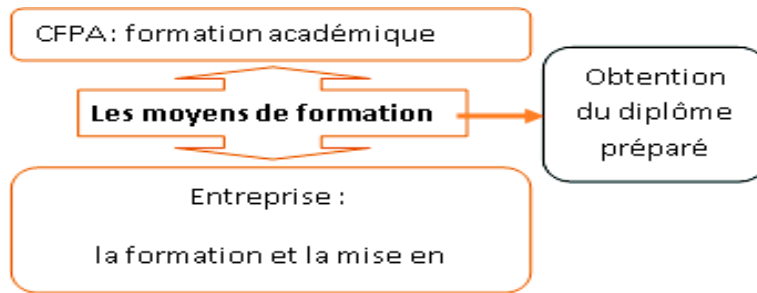 CFPA : formation académique
Les moyens de formation
Obtention
du diplôme
préparé
Entreprise :
la formation et la mise en